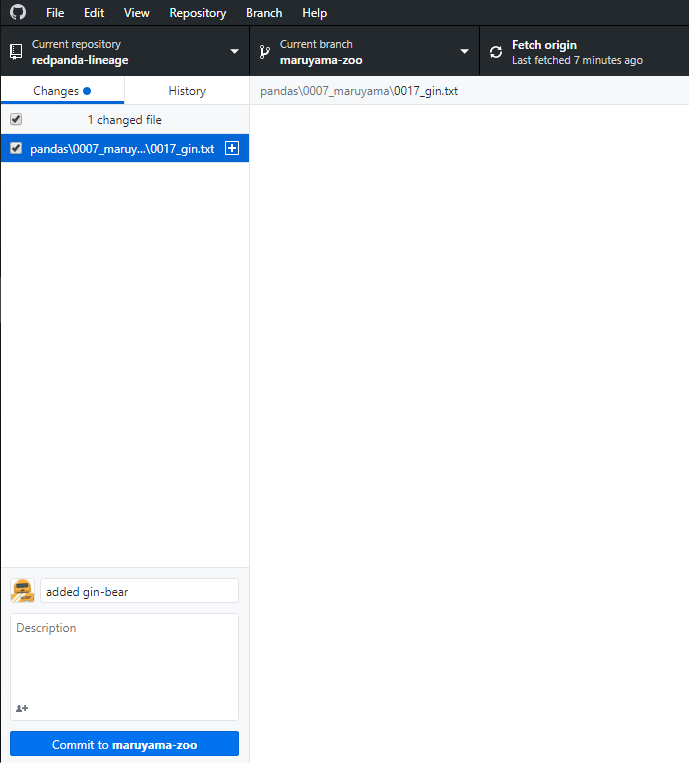 File Edit View Repository Branch Help
Current repository
redpanda-lineage
Current branch
maruyama-zoo
Fetch origin
Last fetched 7 minutes ago
Changes History
pandas\0007_maruyama\0017_gin.txt
1 changed file
pandas\0007_maruy...\0017_gin.txt
added gin-bear
Description
Commit to maruyama-zoo